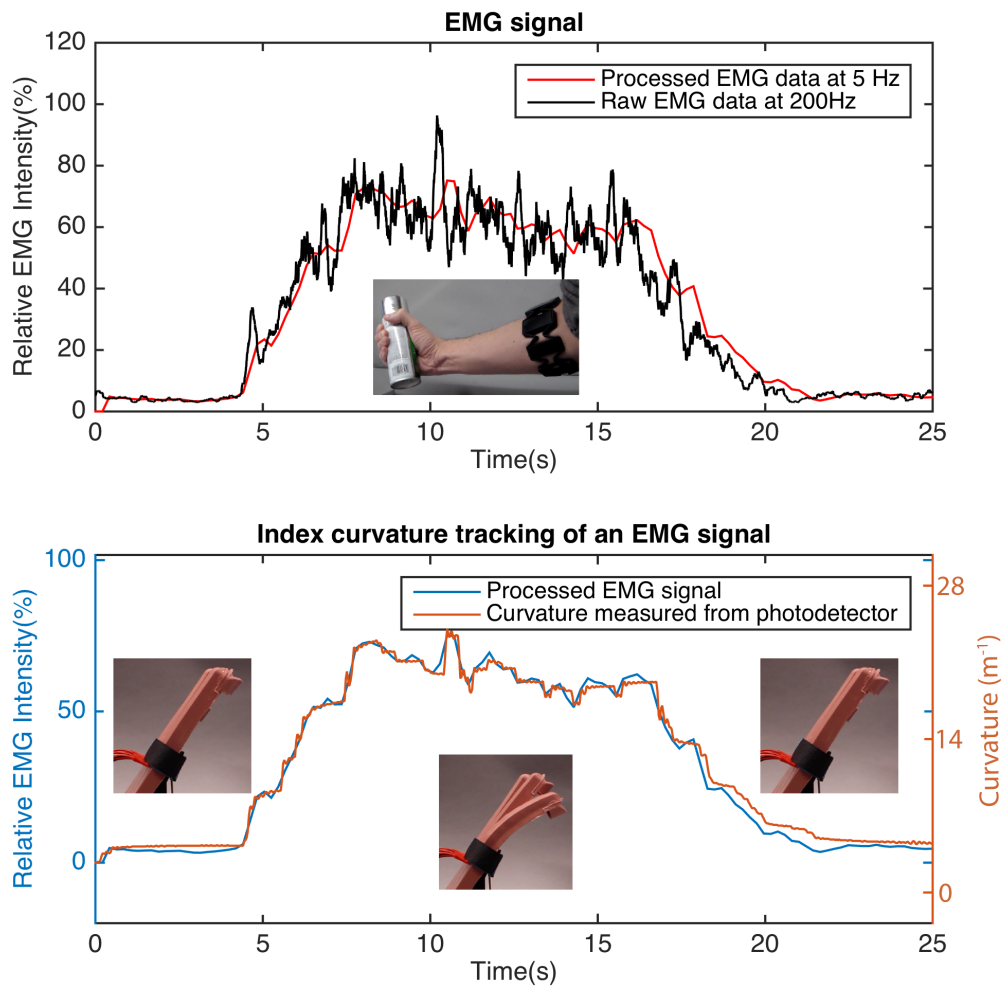 EMG signal
Relative EMG Intensity(%)
120
100
80
60
40
20
0
Processed EMG data at 5 Hz
Raw EMG data at 200Hz
0 5 10 15 20 25
Time(s)
Index curvature tracking of an EMG signal
Relative EMG Intensity(%)
100
50
0
Processed EMG signal
Curvature measured from photodetector
28
14
0
Curvature (m⁻¹)
0 5 10 15 20 25
Time(s)